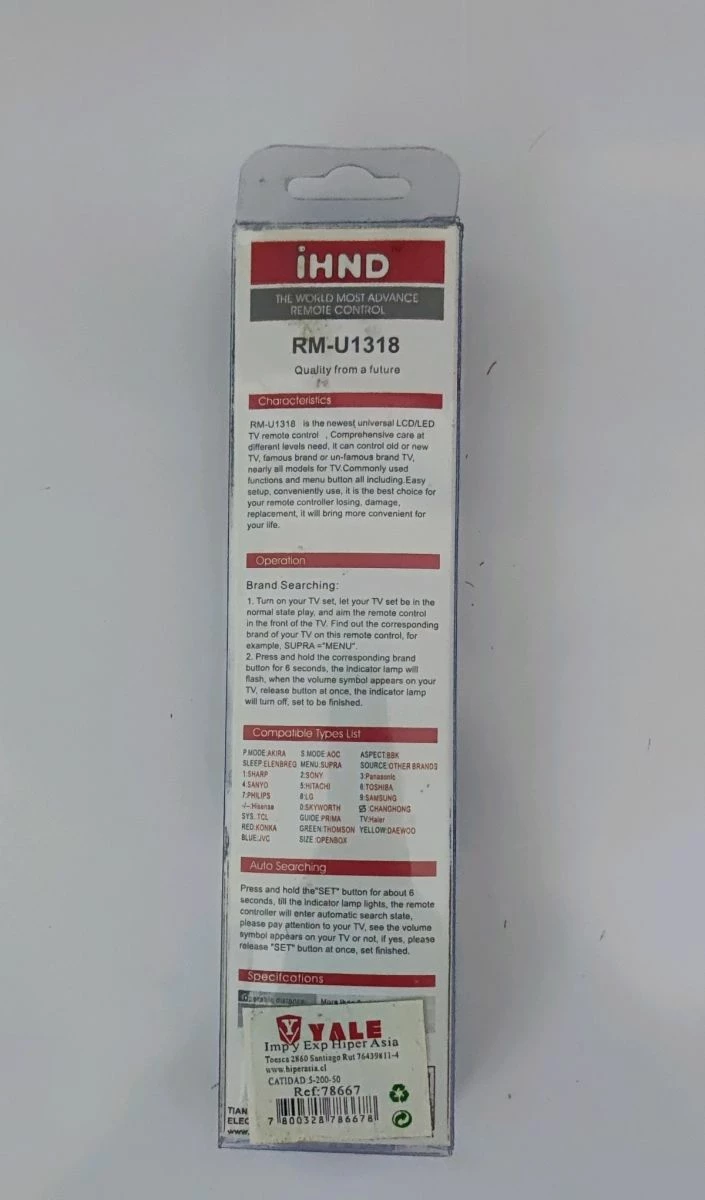 iHND
THE WORLD MOST ADVANCE
REMOTE CONTROL
RM-U1318
Quality from a future
Characteristics
RM-U1318 is the newest universal LCD/LED
TV remote control , Comprehensive care at
different levels need, it can control old or new
TV, famous brand or un-famous brand TV,
nearly all models for TV.Commonly used
functions and menu button all including.Easy
setup, conveniently use, it is the best choice for
your remote controller losing, damage,
replacement, it will bring more convenient for
your life.
Operation
Brand Searching:
1. Turn on your TV set, let your TV set be in the
normal state play, and aim the remote control
in the front of the TV. Find out the corresponding
brand of your TV on this remote control, for
example, SUPRA ="MENU".
2. Press and hold the corresponding brand
button for 6 seconds, the indicator lamp will
flash, when the volume symbol appears on your
TV, release button at once, the indicator lamp
will turn off, set to be finished.
Compatible Types List
P.MODE:AKIRA S.MODE:AOC ASPECT:BBK
SLEEP:ELENBREG MENU:SUPRA SOURCE:OTHER BRANDS
1:SHARP 2:SONY 3:Panasonic
4:SANYO 5:HITACHI 6:TOSHIBA
7:PHILIPS 8:LG 9:SAMSUNG
-/--:Hisense 0:SKYWORTH CHANGHONG
SYS.:TCL GUIDE:PRIMA TV:Haier
RED:KONKA GREEN:THOMSON YELLOW:DAEWOO
BLUE:JVC SIZE:OPENBOX
Auto Searching
Press and hold the"SET" button for about 6
seconds, till the indicator lamp lights, the remote
controller will enter automatic search state,
please pay attention to your TV, see the volume
symbol appears on your TV or not, if yes, please
release "SET" button at once, set finished.
Specifcations
distance More
Y YALE
Imp y Exp Hiper Asia
Toesca 2860 Santiago Rut 76439811-4
www.hiperasia.cl
CATIDAD:5-200-50
Ref:78667
7 800328 786678
TIAN
ELEC
www.